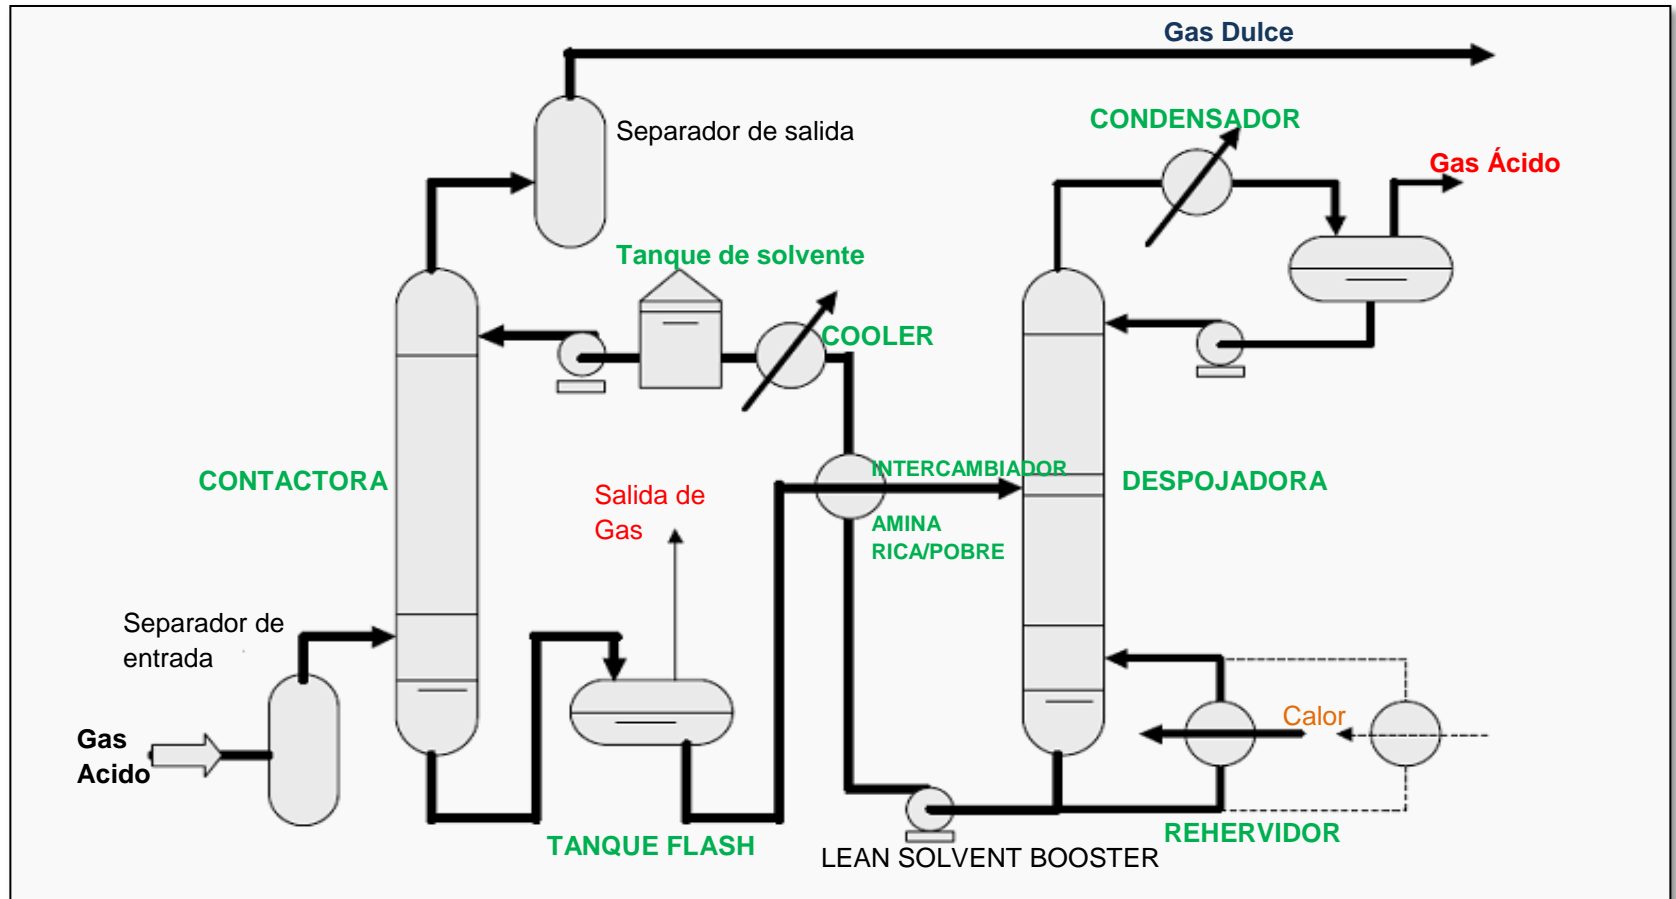 Gas Dulce
CONDENSADOR
Separador de salida
Gas Ácido
Tanque de solvente
COOLER
CONTACTORA
INTERCAMBIADOR
DESPOJADORA
Salida de
Gas
AMINA
RICA/POBRE
Separador de
entrada
Calor
Gas
Acido
TANQUE FLASH
REHERVIDOR
LEAN SOLVENT BOOSTER